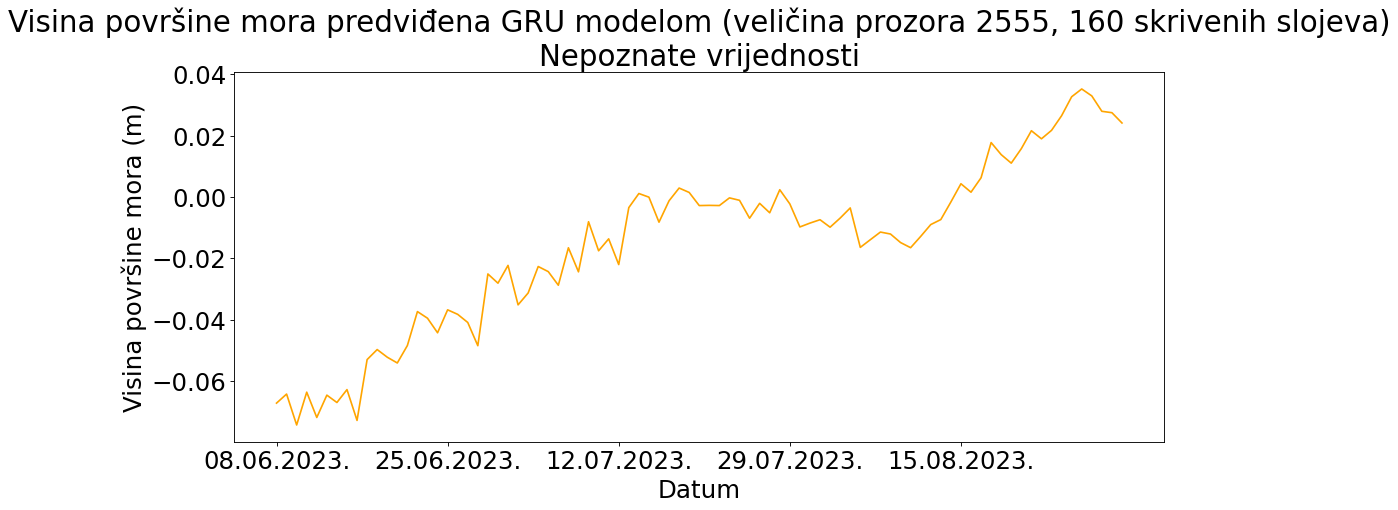 Visina površine mora predviđena GRU modelom (veličina prozora 2555, 160 skrivenih slojeva)
Nepoznate vrijednosti
Visina površine mora (m)
0.04
0.02
0.00
−0.02
−0.04
−0.06
08.06.2023.
25.06.2023.
12.07.2023.
29.07.2023.
15.08.2023.
Datum